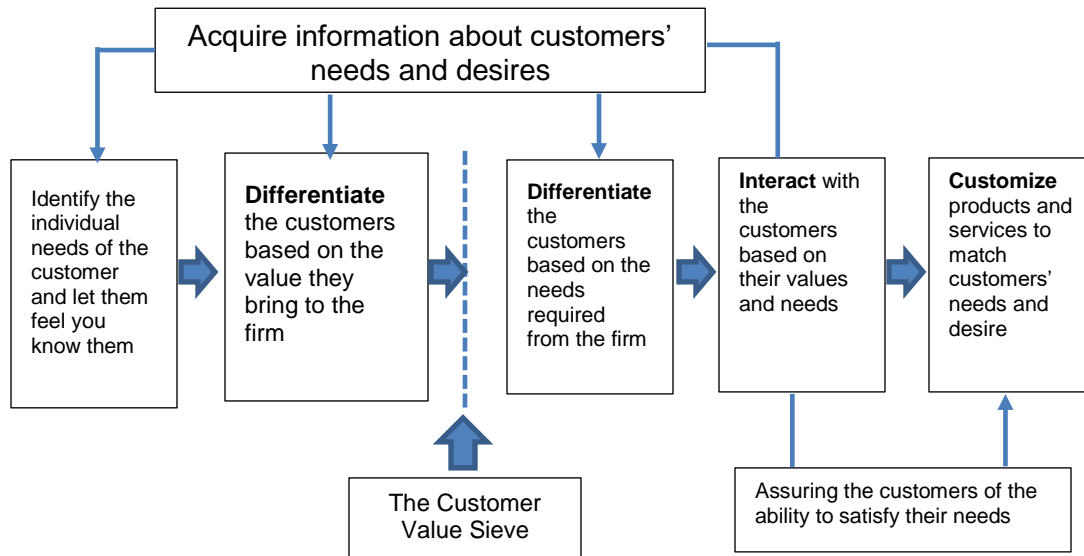 Acquire information about customers’
needs and desires
Identify the
individual
needs of the
customer
and let them
feel you
know them
Differentiate
the customers
based on the
value they
bring to the
firm
Differentiate
the
customers
based on the
needs
required
from the firm
Interact with
the
customers
based on
their values
and needs
Customize
products and
services to
match
customers’
needs and
desire
The Customer
Value Sieve
Assuring the customers of the
ability to satisfy their needs